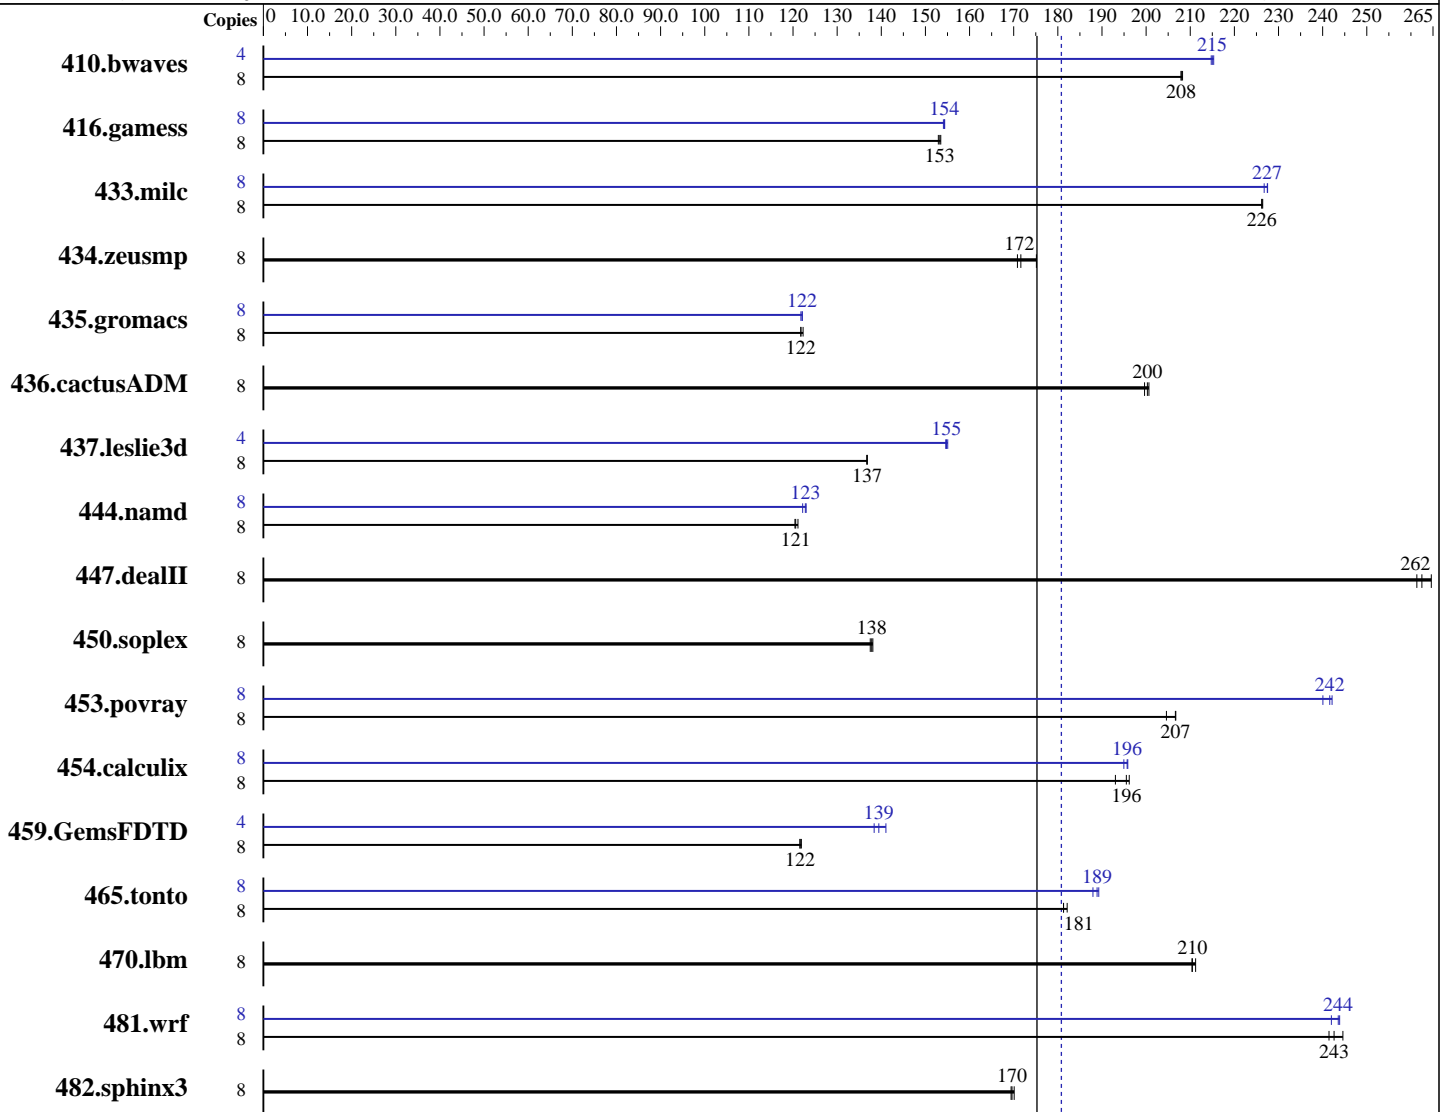 Copies 0 10.0 20.0 30.0 40.0 50.0 60.0 70.0 80.0 90.0 100 110 120 130 140 150 160 170 180 190 200 210 220 230 240 250 265
410.bwaves 4 215
8 208
416.gamess 8 154
8 153
433.milc 8 227
8 226
434.zeusmp 8 172
435.gromacs 8 122
8 122
436.cactusADM 8 200
437.leslie3d 4 155
8 137
444.namd 8 123
8 121
447.dealII 8 262
450.soplex 8 138
453.povray 8 242
8 207
454.calculix 8 196
8 196
459.GemsFDTD 4 139
8 122
465.tonto 8 189
8 181
470.lbm 8 210
481.wrf 8 244
8 243
482.sphinx3 8 170